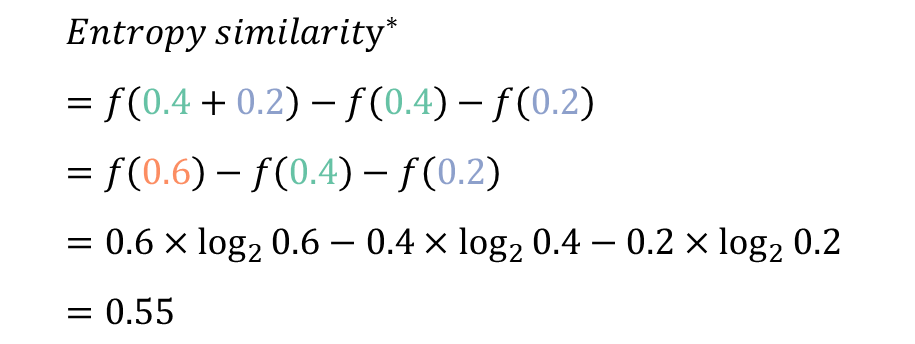 Entropy similarity*
= f(0.4 + 0.2) − f(0.4) − f(0.2)
= f(0.6) − f(0.4) − f(0.2)
= 0.6 × log₂ 0.6 − 0.4 × log₂ 0.4 − 0.2 × log₂ 0.2
= 0.55